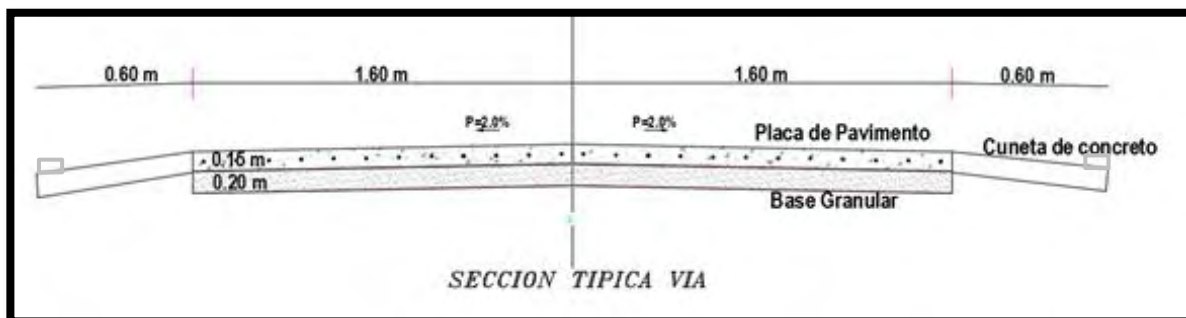 0.60 m 1.60 m 1.60 m 0.60 m
P=2.0% P=2.0%
Placa de Pavimento
Cuneta de concreto
0.15 m
0.20 m
Base Granular
SECCION TIPICA VIA